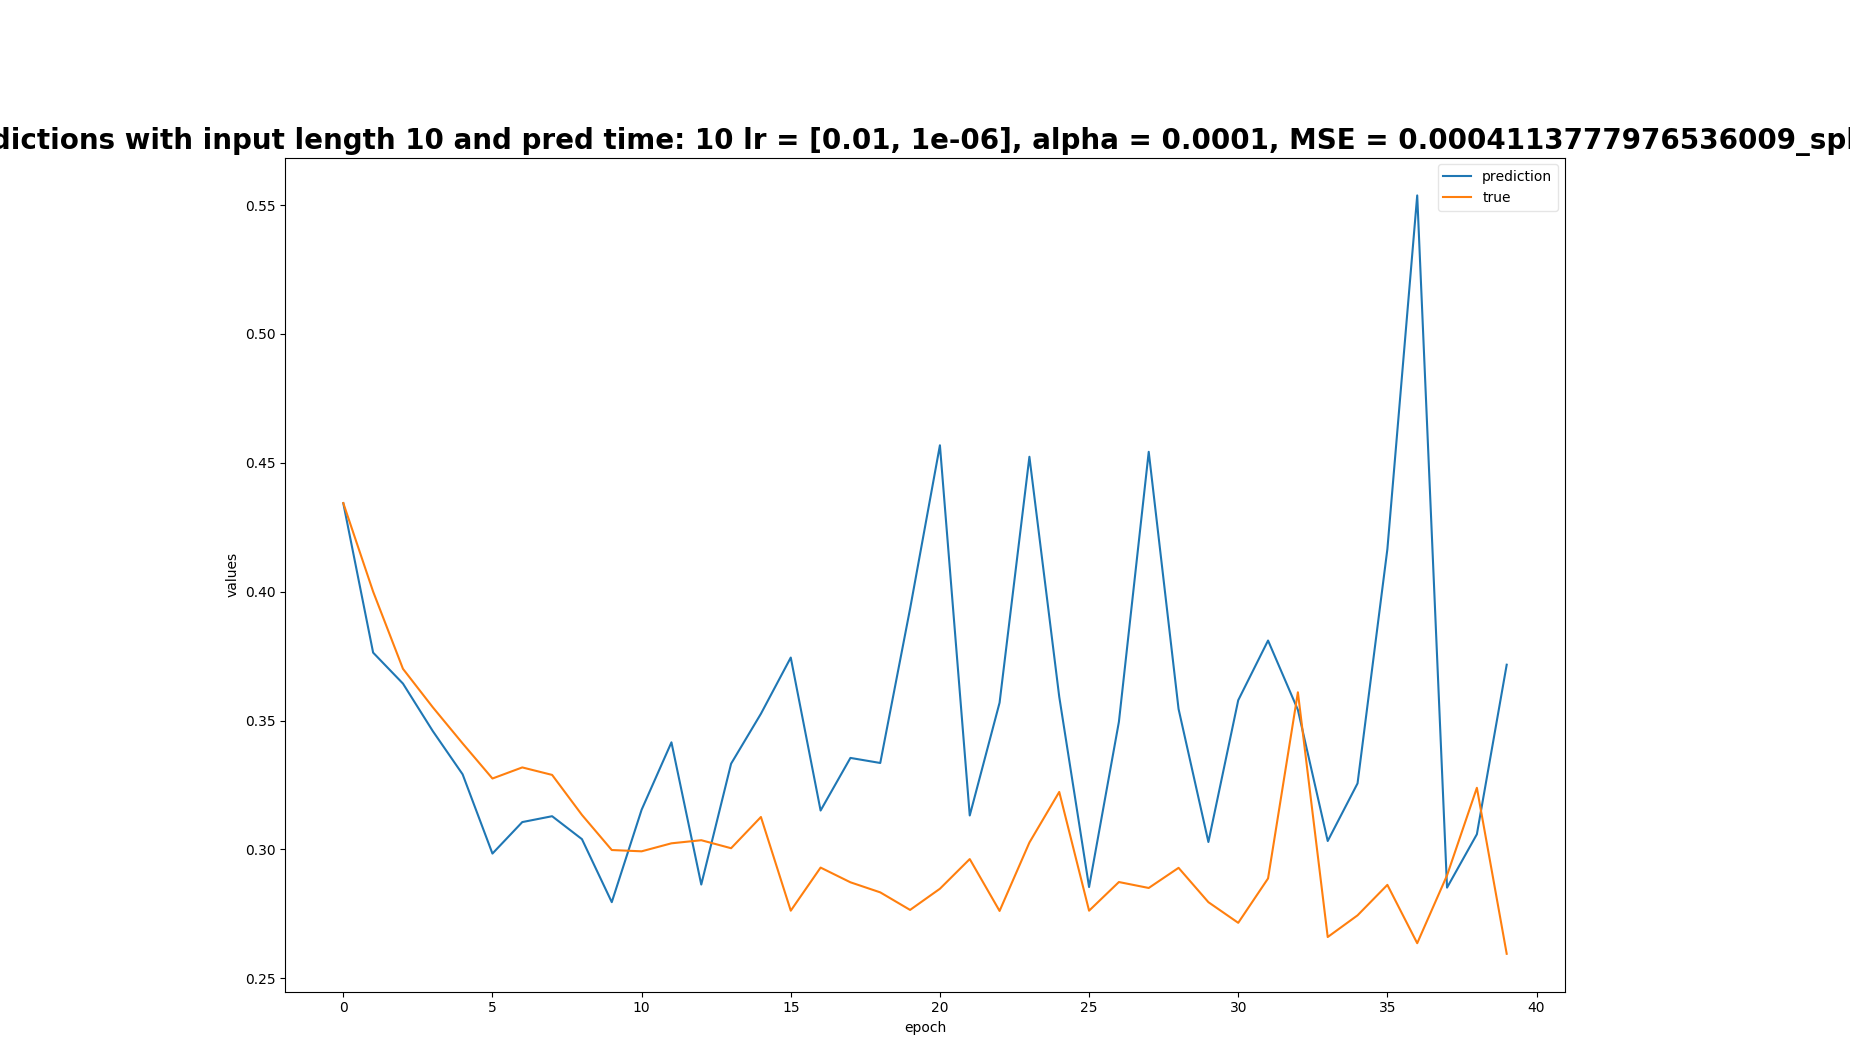 dictions with input length 10 and pred time: 10 lr = [0.01, 1e-06], alpha = 0.0001, MSE = 0.0004113777976536009_spl
prediction
true
0.55
0.50
0.45
0.40
0.35
0.30
0.25
values
0 5 10 15 20 25 30 35 40
epoch